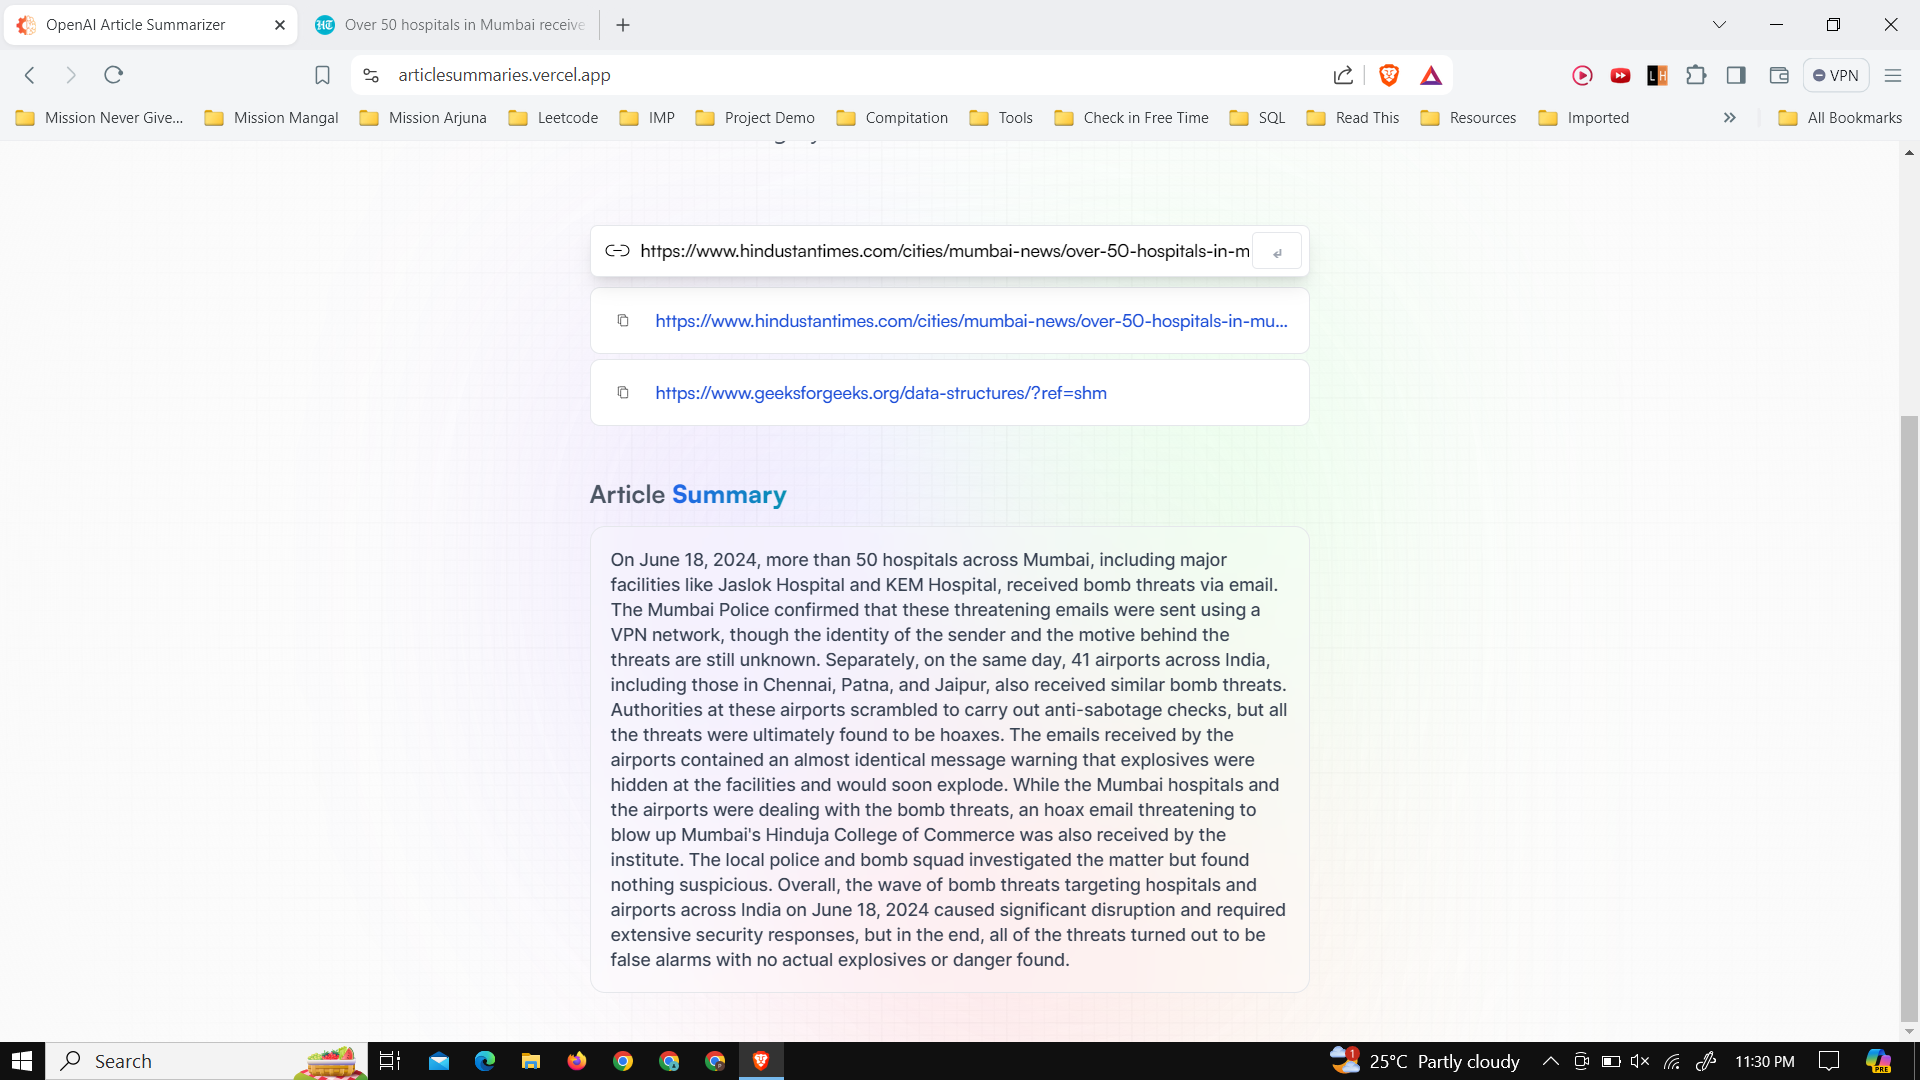 OpenAI Article Summarizer
Over 50 hospitals in Mumbai receive
articlesummaries.vercel.app
VPN
Mission Never Give...
Mission Mangal
Mission Arjuna
Leetcode
IMP
Project Demo
Compitation
Tools
Check in Free Time
SQL
Read This
Resources
Imported
All Bookmarks
https://www.hindustantimes.com/cities/mumbai-news/over-50-hospitals-in-m
https://www.hindustantimes.com/cities/mumbai-news/over-50-hospitals-in-mu...
https://www.geeksforgeeks.org/data-structures/?ref=shm
Article Summary
On June 18, 2024, more than 50 hospitals across Mumbai, including major
facilities like Jaslok Hospital and KEM Hospital, received bomb threats via email.
The Mumbai Police confirmed that these threatening emails were sent using a
VPN network, though the identity of the sender and the motive behind the
threats are still unknown. Separately, on the same day, 41 airports across India,
including those in Chennai, Patna, and Jaipur, also received similar bomb threats.
Authorities at these airports scrambled to carry out anti-sabotage checks, but all
the threats were ultimately found to be hoaxes. The emails received by the
airports contained an almost identical message warning that explosives were
hidden at the facilities and would soon explode. While the Mumbai hospitals and
the airports were dealing with the bomb threats, an hoax email threatening to
blow up Mumbai's Hinduja College of Commerce was also received by the
institute. The local police and bomb squad investigated the matter but found
nothing suspicious. Overall, the wave of bomb threats targeting hospitals and
airports across India on June 18, 2024 caused significant disruption and required
extensive security responses, but in the end, all of the threats turned out to be
false alarms with no actual explosives or danger found.
Search
1
25°C Partly cloudy
11:30 PM
PRE